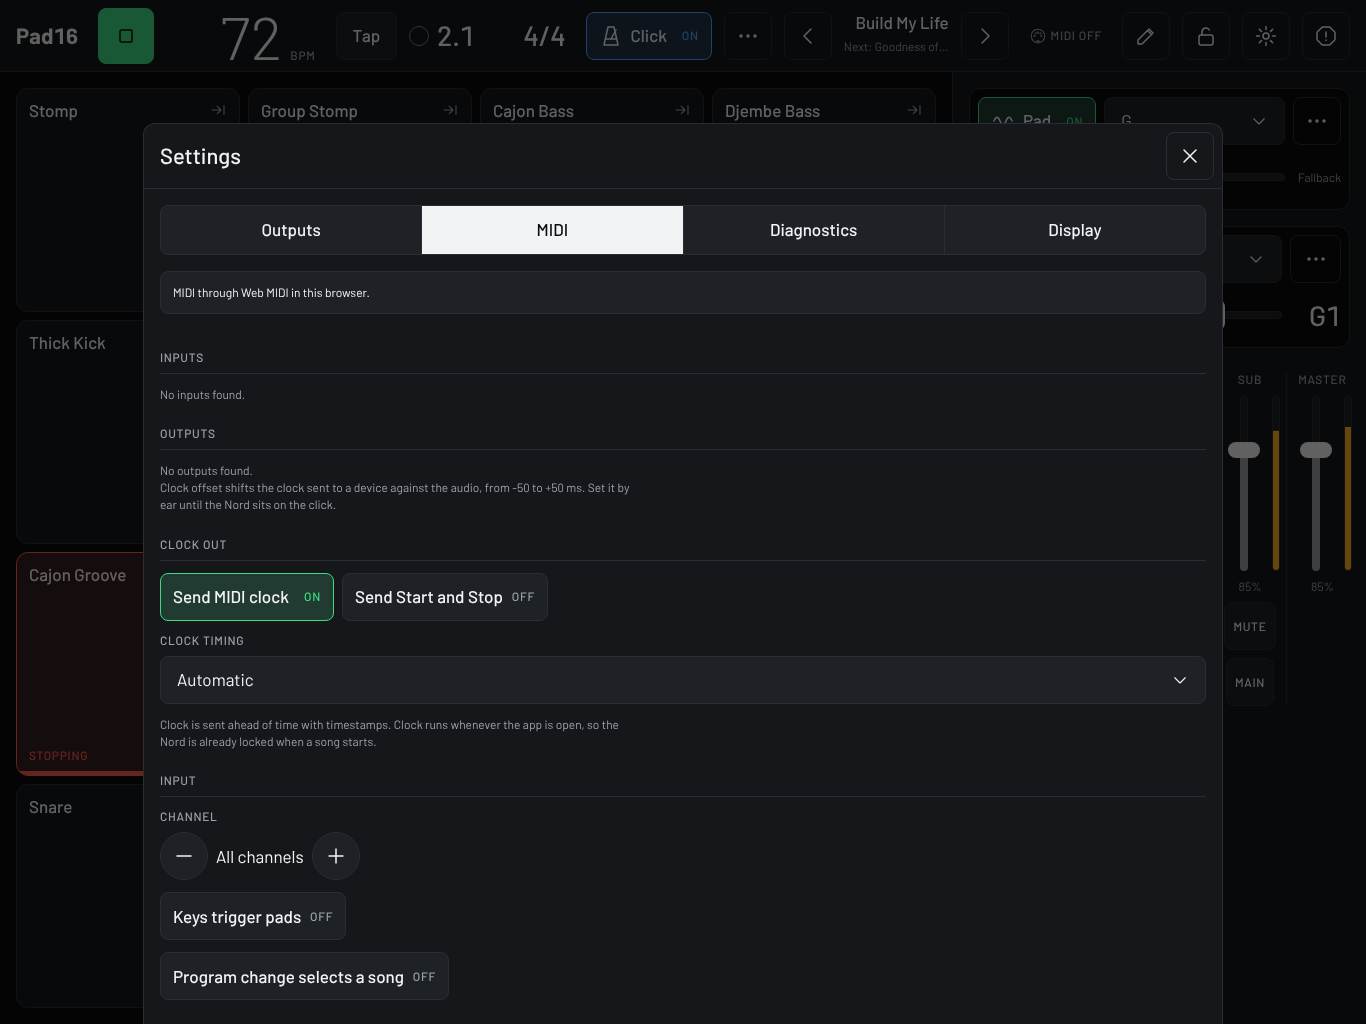 Pad16
72 BPM
Tap
2.1
4/4
Click ON
Build My Life
Next: Goodness of...
MIDI OFF
Stomp
Group Stomp
Cajon Bass
Djembe Bass
Pad ON
G
Fallback
Settings
Outputs
MIDI
Diagnostics
Display
MIDI through Web MIDI in this browser.
G1
Thick Kick
INPUTS
No inputs found.
SUB
MASTER
OUTPUTS
No outputs found.
Clock offset shifts the clock sent to a device against the audio, from -50 to +50 ms. Set it by
ear until the Nord sits on the click.
CLOCK OUT
Cajon Groove
Send MIDI clock ON
Send Start and Stop OFF
85%
85%
MUTE
CLOCK TIMING
Automatic
MAIN
Clock is sent ahead of time with timestamps. Clock runs whenever the app is open, so the
Nord is already locked when a song starts.
STOPPING
INPUT
Snare
CHANNEL
All channels
Keys trigger pads OFF
Program change selects a song OFF